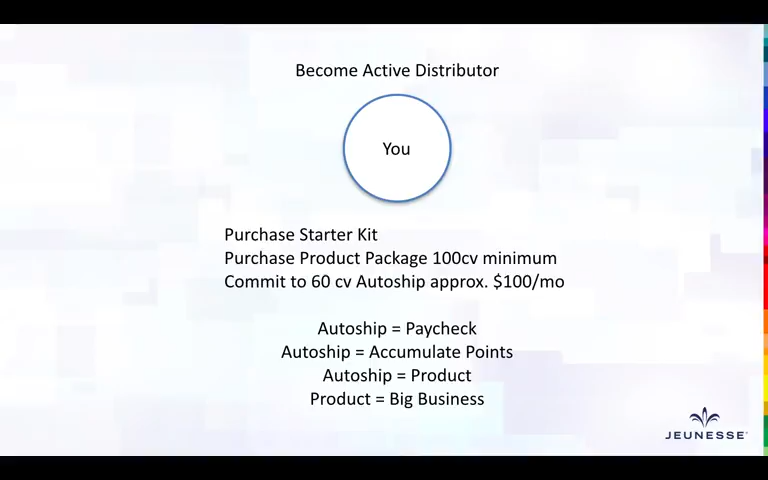 Become Active Distributor
You
Purchase Starter Kit
Purchase Product Package 100cv minimum
Commit to 60 cv Autoship approx. $100/mo
Autoship = Paycheck
Autoship = Accumulate Points
Autoship = Product
Product = Big Business
JEUNESSE